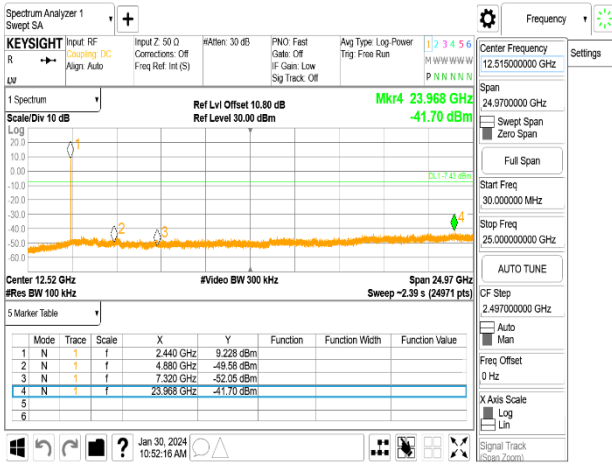 Spectrum Analyzer 1
Swept SA
+
Frequency
Settings
KEYSIGHT
R
Input: RF
Coupling: DC
Align: Auto
Input Z: 50 Ω
Corrections: Off
Freq Ref: Int (S)
#Atten: 30 dB
PNO: Fast
Gate: Off
IF Gain: Low
Sig Track: Off
Avg Type: Log-Power
Trig: Free Run
1 2 3 4 5 6
M W W W W W
P N N N N N
1 Spectrum
Scale/Div 10 dB
Log
Ref Lvl Offset 10.80 dB
Ref Level 30.00 dBm
Mkr4 23.968 GHz
-41.70 dBm
20.0
10.0
0.00
-10.0
-20.0
-30.0
-40.0
-50.0
-60.0
1
2
3
4
DL1 -7.43 dBm
Center 12.52 GHz
#Res BW 100 kHz
#Video BW 300 kHz
Span 24.97 GHz
Sweep ~2.39 s (24971 pts)
5 Marker Table
Mode Trace Scale X Y Function Function Width Function Value
1 N 1 f 2.440 GHz 9.228 dBm
2 N 1 f 4.880 GHz -49.58 dBm
3 N 1 f 7.320 GHz -52.05 dBm
4 N 1 f 23.968 GHz -41.70 dBm
5
6
Jan 30, 2024
10:52:16 AM
?
Center Frequency
12.515000000 GHz
Span
24.9700000 GHz
Swept Span
Zero Span
Full Span
Start Freq
30.000000 MHz
Stop Freq
25.000000000 GHz
AUTO TUNE
CF Step
2.497000000 GHz
Auto
Man
Freq Offset
0 Hz
X Axis Scale
Log
Lin
Signal Track
(Span Zoom)